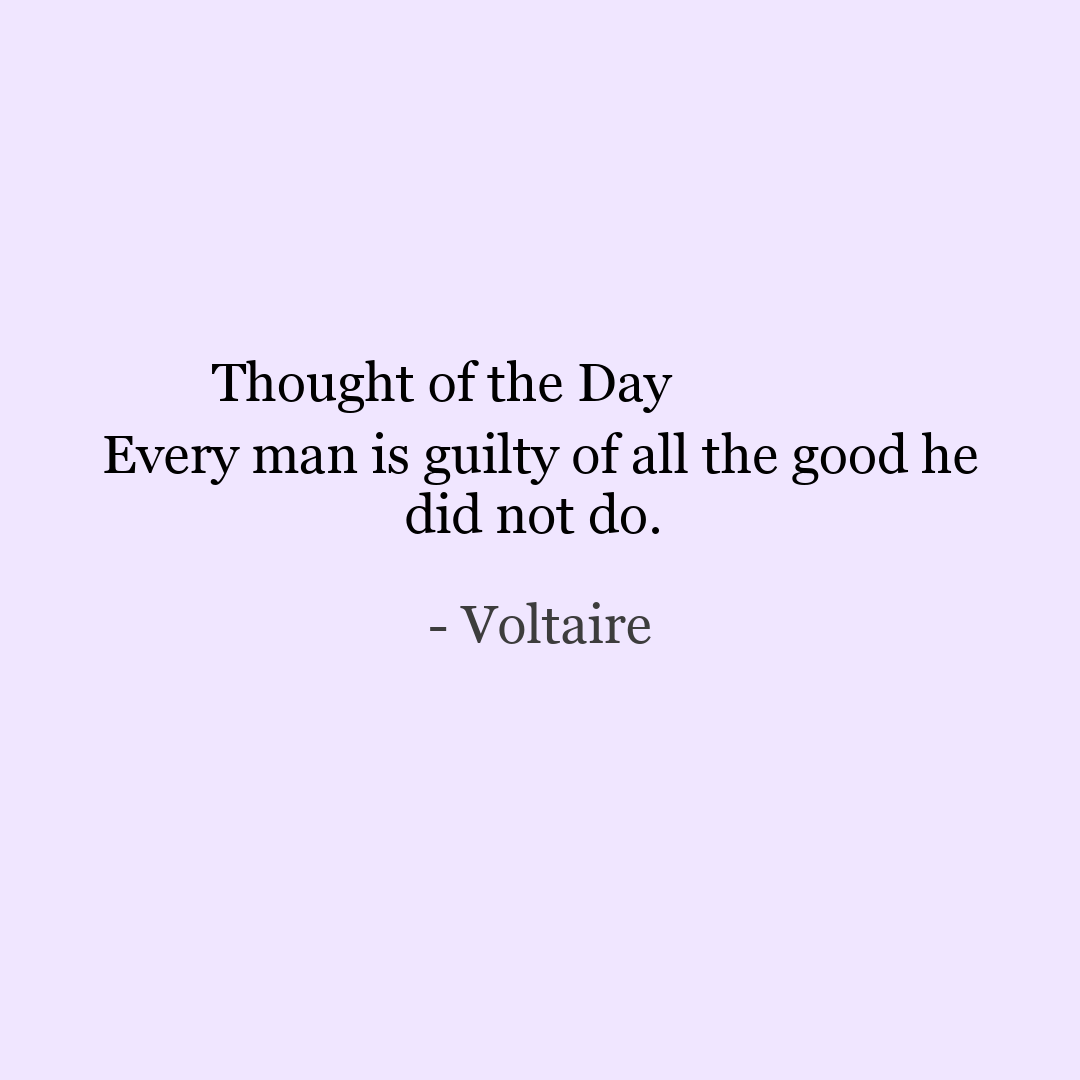 Thought of the Day
Every man is guilty of all the good he
did not do.
- Voltaire